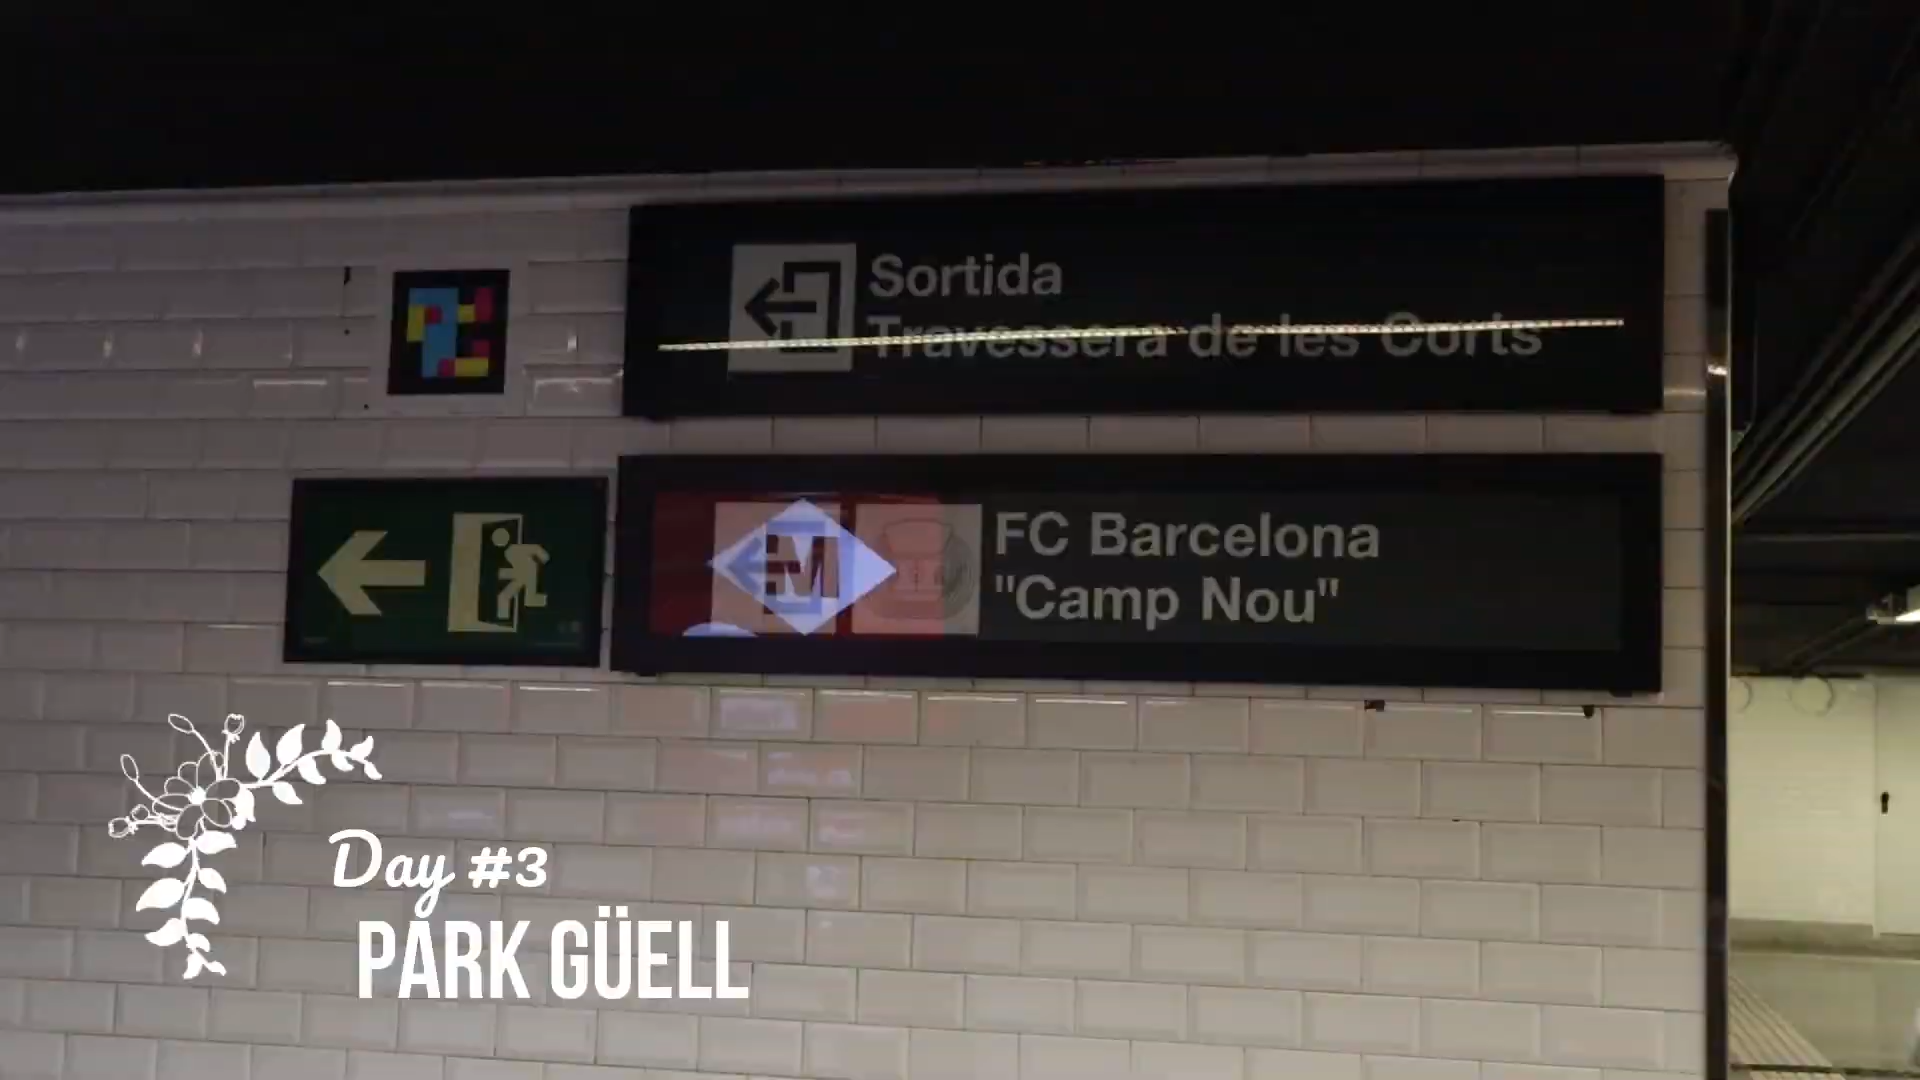 Sortida
Travessera de les Corts
FC Barcelona
"Camp Nou"
M
Day #3
PARK GÜELL